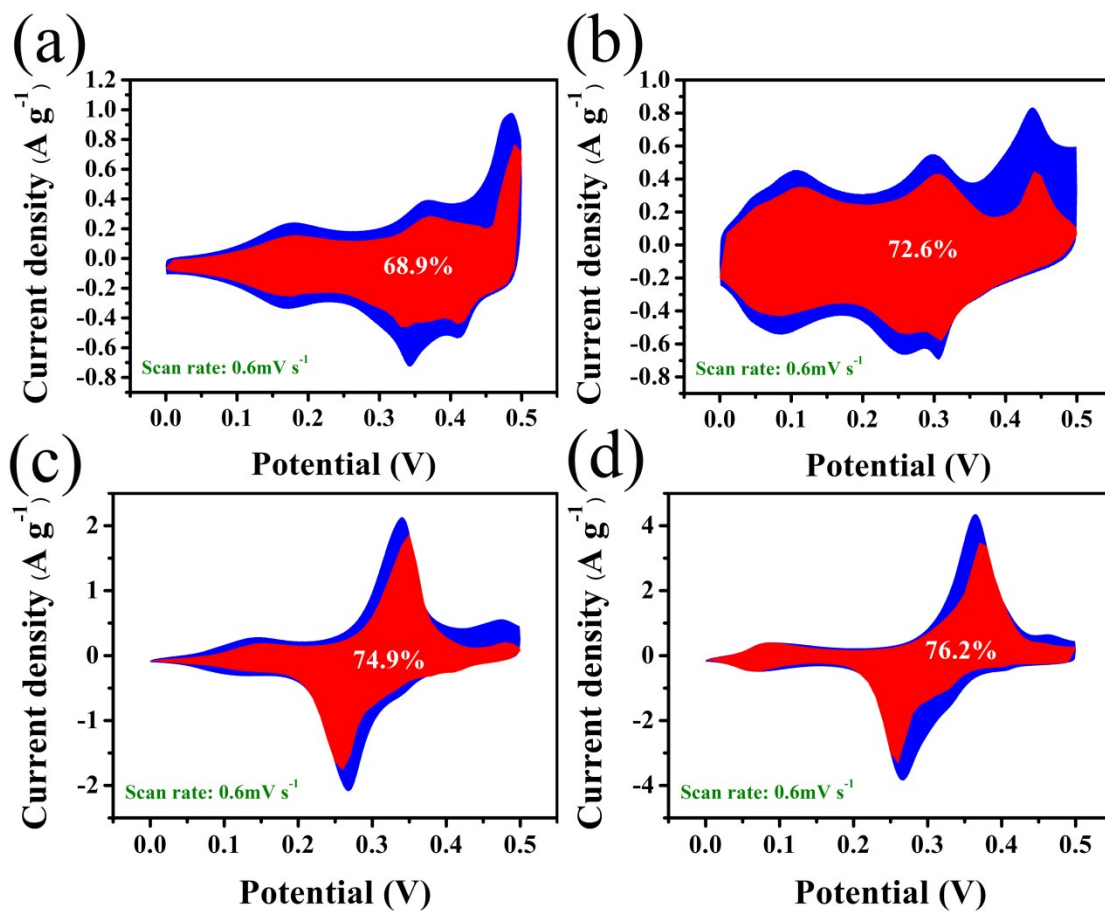 (a)
Current density (A g⁻¹)
1.2
1.0
0.8
0.6
0.4
0.2
0.0
-0.2
-0.4
-0.6
-0.8
68.9%
Scan rate: 0.6mV s⁻¹
0.0 0.1 0.2 0.3 0.4 0.5
Potential (V)
(b)
Current density (A g⁻¹)
1.0
0.8
0.6
0.4
0.2
0.0
-0.2
-0.4
-0.6
0.8
72.6%
Scan rate: 0.6mV s⁻¹
0.0 0.1 0.2 0.3 0.4 0.5
Potential (V)
(c)
Current density (A g⁻¹)
2
1
0
-1
-2
74.9%
Scan rate: 0.6mV s⁻¹
0.0 0.1 0.2 0.3 0.4 0.5
Potential (V)
(d)
Current density (A g⁻¹)
4
2
0
-2
-4
76.2%
Scan rate: 0.6mV s⁻¹
0.0 0.1 0.2 0.3 0.4 0.5
Potential (V)